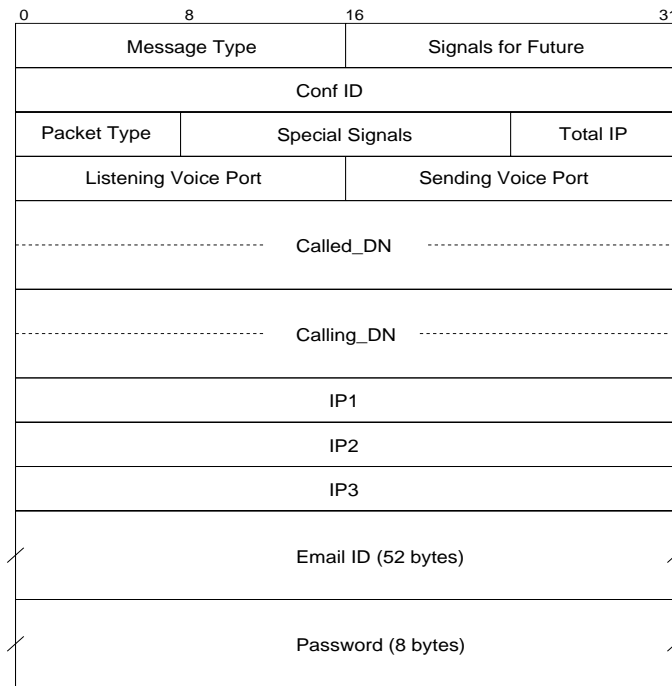 0 8 16 31
Message Type Signals for Future
Conf ID
Packet Type Special Signals Total IP
Listening Voice Port Sending Voice Port
Called_DN
Calling_DN
IP1
IP2
IP3
Email ID (52 bytes)
Password (8 bytes)